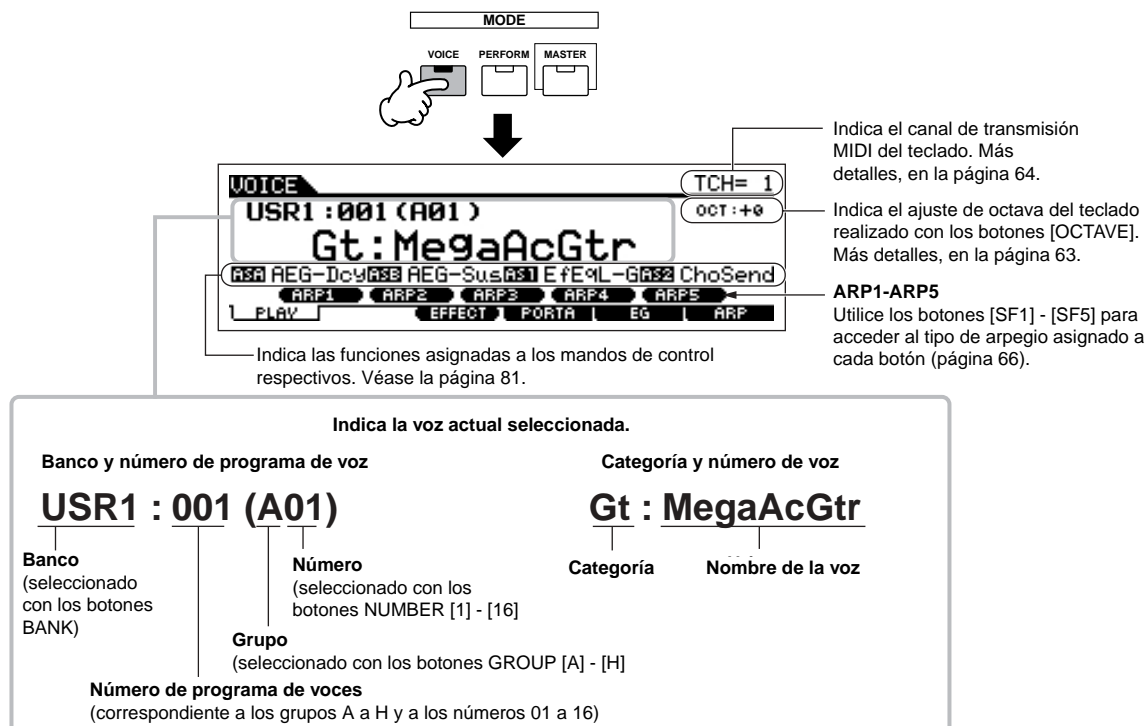 MODE
VOICE PERFORM MASTER
VOICE
TCH= 1
USR1:001(A01)
OCT:+0
Gt:MegaAcGtr
ASA AEG-Dcy ASB AEG-Sus AS1 EfEqL-G AS2 ChoSend
ARP1 ARP2 ARP3 ARP4 ARP5
PLAY EFFECT PORTA EG ARP
Indica el canal de transmisión
MIDI del teclado. Más
detalles, en la página 64.
Indica el ajuste de octava del teclado
realizado con los botones [OCTAVE].
Más detalles, en la página 63.
ARP1-ARP5
Utilice los botones [SF1] - [SF5] para
acceder al tipo de arpegio asignado a
cada botón (página 66).
Indica las funciones asignadas a los mandos de control
respectivos. Véase la página 81.
Indica la voz actual seleccionada.
Banco y número de programa de voz
USR1 : 001 (A01)
Banco
(seleccionado
con los botones
BANK)
Número
(seleccionado con los
botones NUMBER [1] - [16]
Grupo
(seleccionado con los botones GROUP [A] - [H]
Número de programa de voces
(correspondiente a los grupos A a H y a los números 01 a 16)
Categoría y número de voz
Gt : MegaAcGtr
Categoría
Nombre de la voz